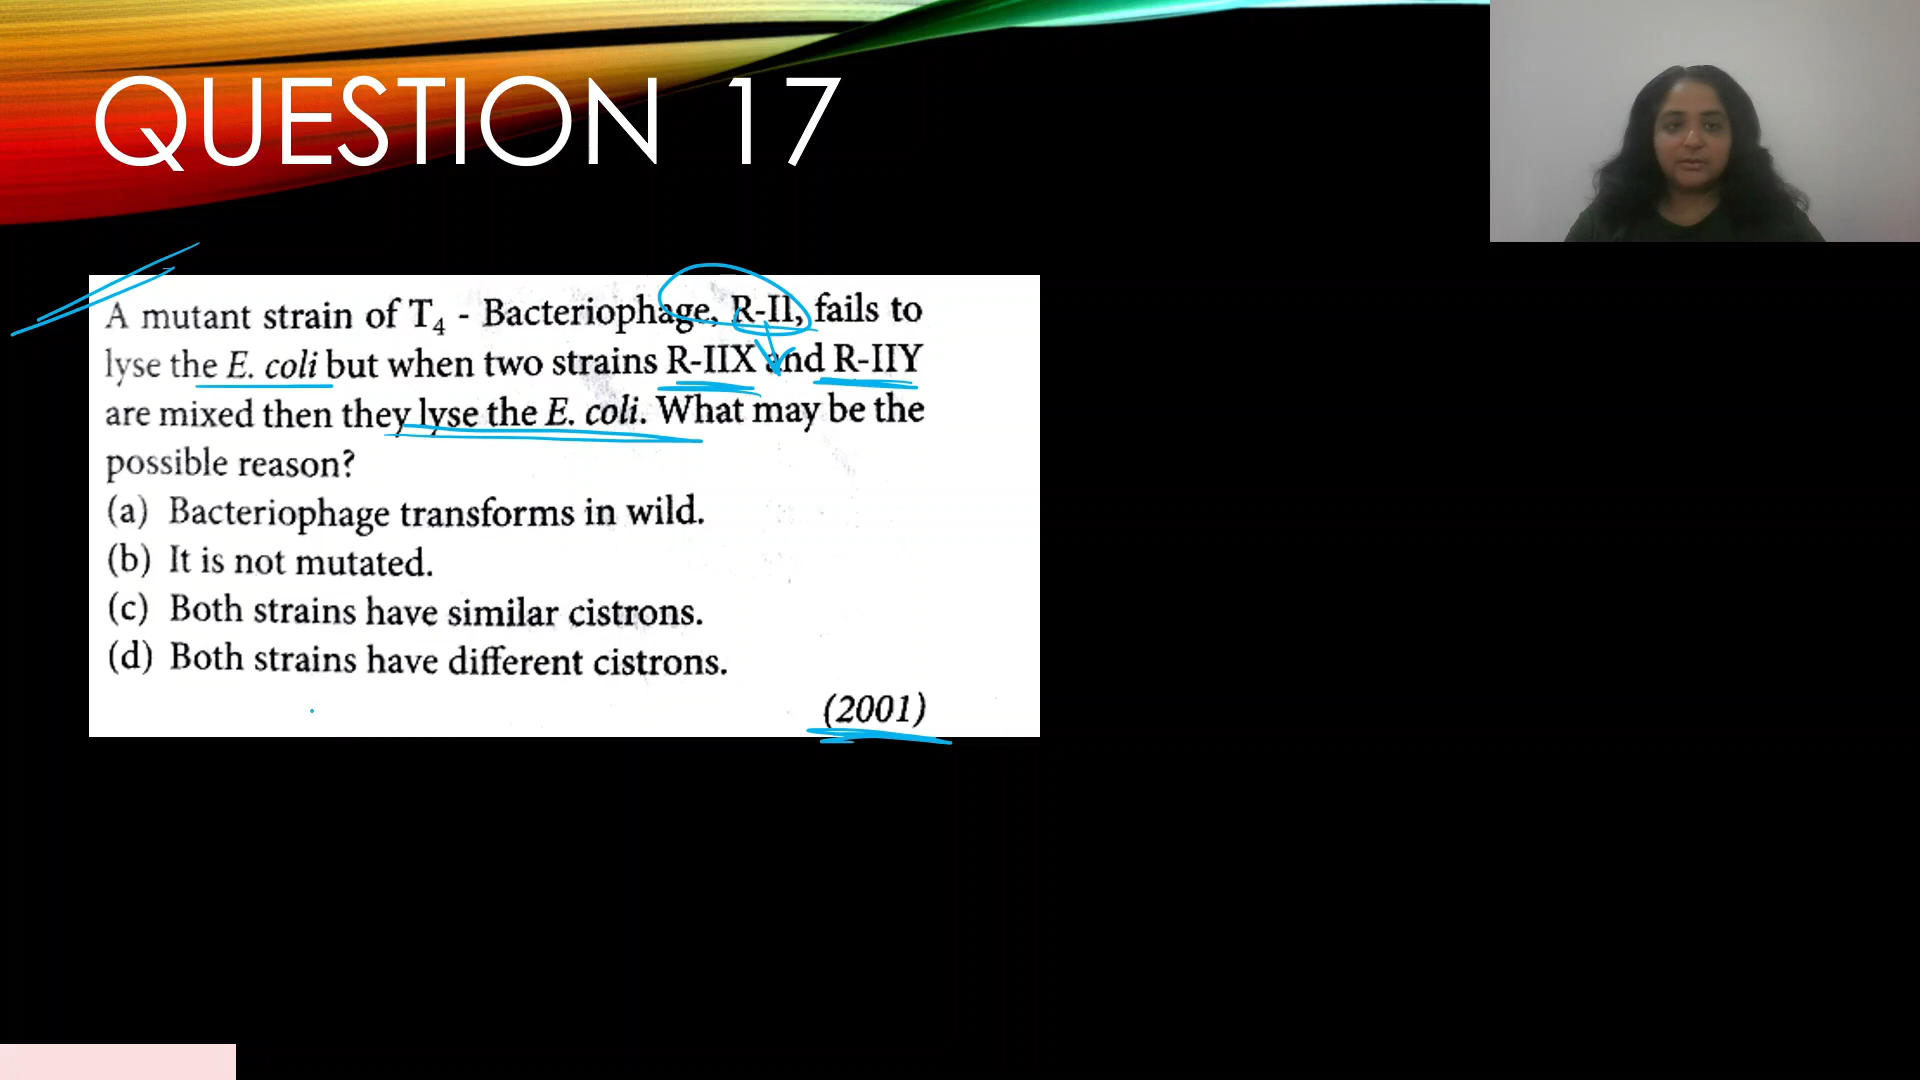 QUESTION 17
A mutant strain of T₄ - Bacteriophage, R-II, fails to
lyse the E. coli but when two strains R-IIX and R-IIY
are mixed then they lyse the E. coli. What may be the
possible reason?
(a) Bacteriophage transforms in wild.
(b) It is not mutated.
(c) Both strains have similar cistrons.
(d) Both strains have different cistrons.
(2001)